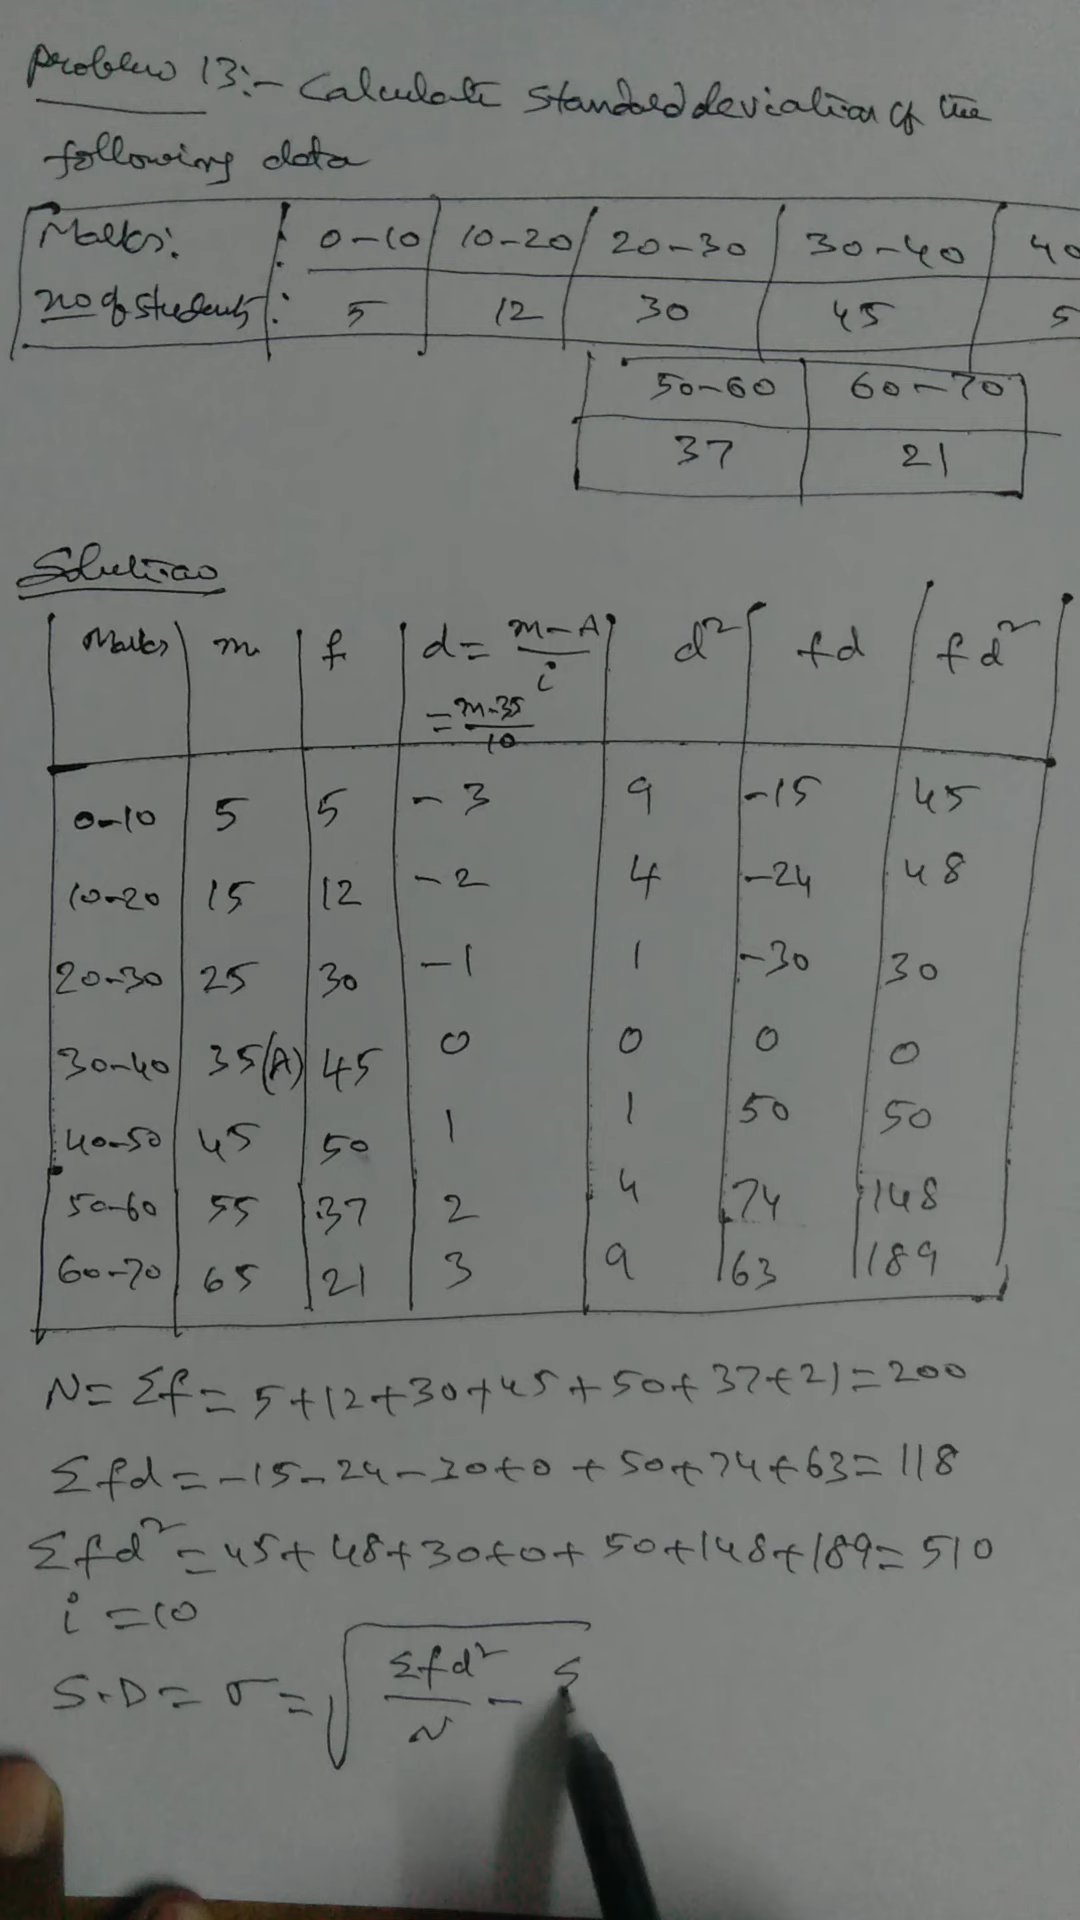 Problem 13:- Calculate Standard deviation of the
following data
Marks: : 0-10 10-20 20-30 30-40 40
no of students : 5 12 30 45 5
50-60 60-70
37 21
Solution
Marks m f d = m-A/i d² fd fd²
= m-35/10
0-10 5 5 -3 9 -15 45
10-20 15 12 -2 4 -24 48
20-30 25 30 -1 1 -30 30
30-40 35(A) 45 0 0 0 0
40-50 45 50 1 1 50 50
50-60 55 37 2 4 74 148
60-70 65 21 3 9 63 189
N = Σf = 5+12+30+45+50+37+21=200
Σfd = -15-24-30+0+50+74+63=118
Σfd² = 45+48+30+0+50+148+189=510
i = 10
S.D = σ = √ Σfd²/N - Σ